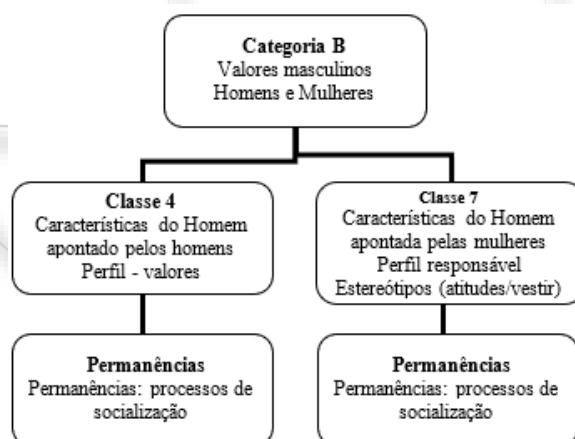 Categoria B
Valores masculinos
Homens e Mulheres
Classe 4
Características do Homem
apontado pelos homens
Perfil - valores
Classe 7
Características do Homem
apontada pelas mulheres
Perfil responsável
Estereótipos (atitudes/vestir)
Permanências
Permanências: processos de
socialização
Permanências
Permanências: processos de
socialização